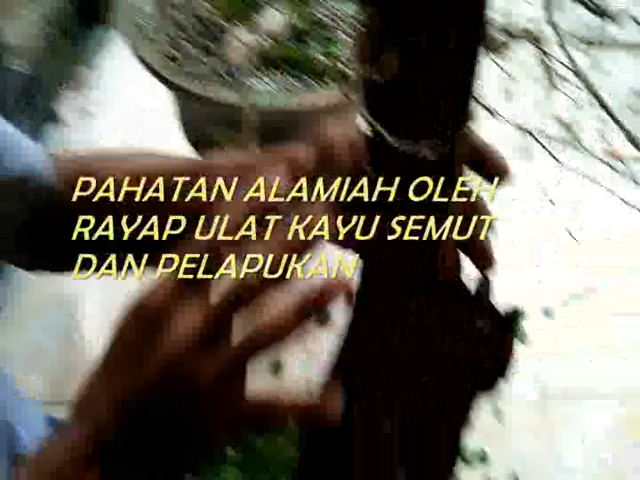 PAHATAN ALAMIAH OLEH
RAYAP ULAT KAYU SEMUT
DAN PELAPUKAN